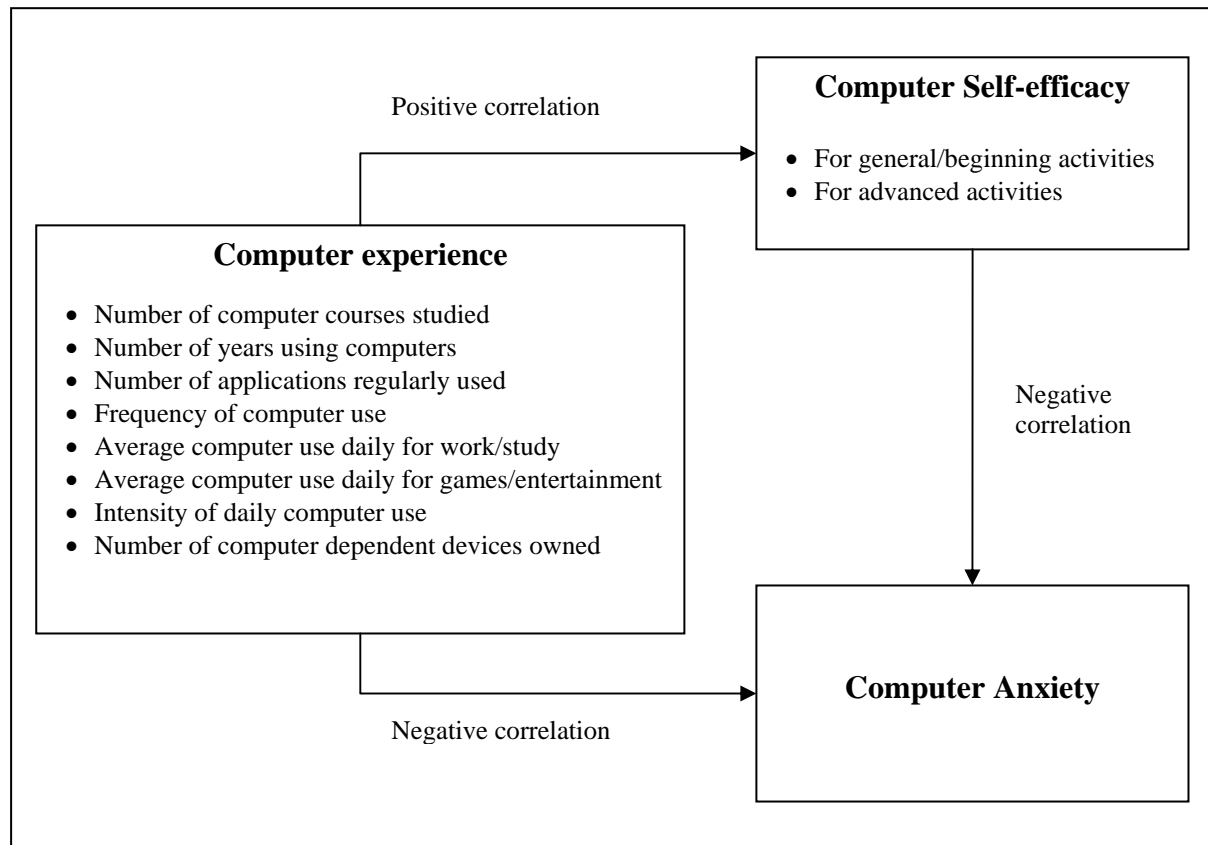 Computer Self-efficacy
• For general/beginning activities
• For advanced activities
Positive correlation
Computer experience
• Number of computer courses studied
• Number of years using computers
• Number of applications regularly used
• Frequency of computer use
• Average computer use daily for work/study
• Average computer use daily for games/entertainment
• Intensity of daily computer use
• Number of computer dependent devices owned
Negative
correlation
Computer Anxiety
Negative correlation